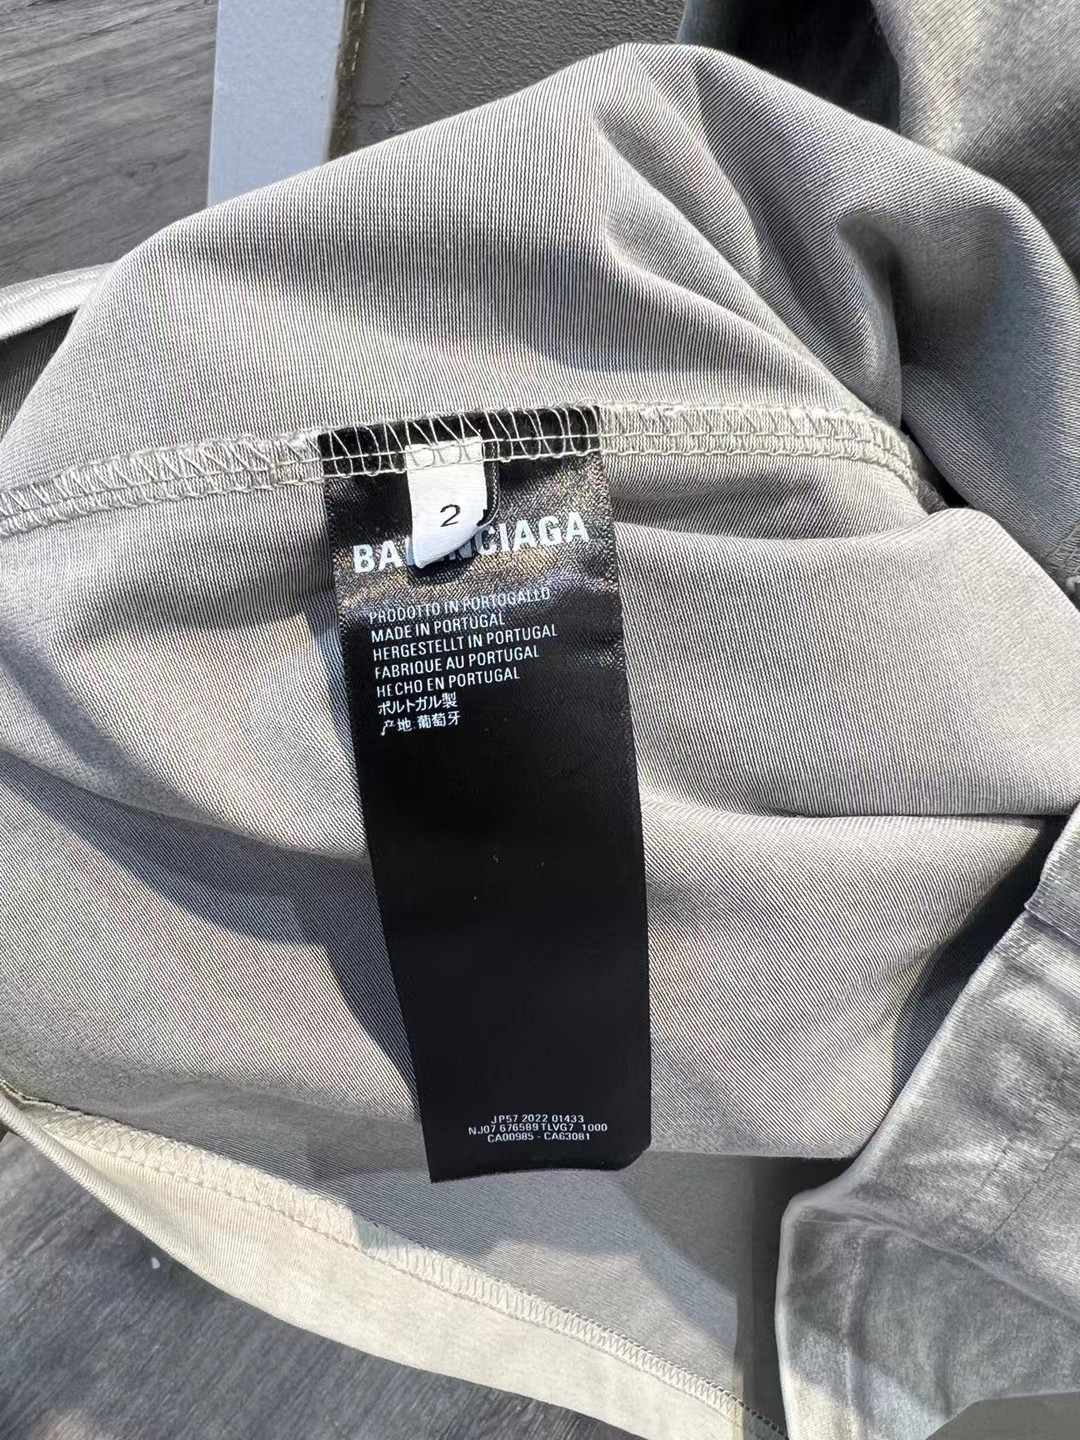 2
BALENCIAGA
PRODOTTO IN PORTOGALLO
MADE IN PORTUGAL
HERGESTELLT IN PORTUGAL
FABRIQUE AU PORTUGAL
HECHO EN PORTUGAL
ポルトガル製
产地:葡萄牙
JP57 2022 01433
NJ07 676589 TLVG7 1000
CA00985 - CA63081